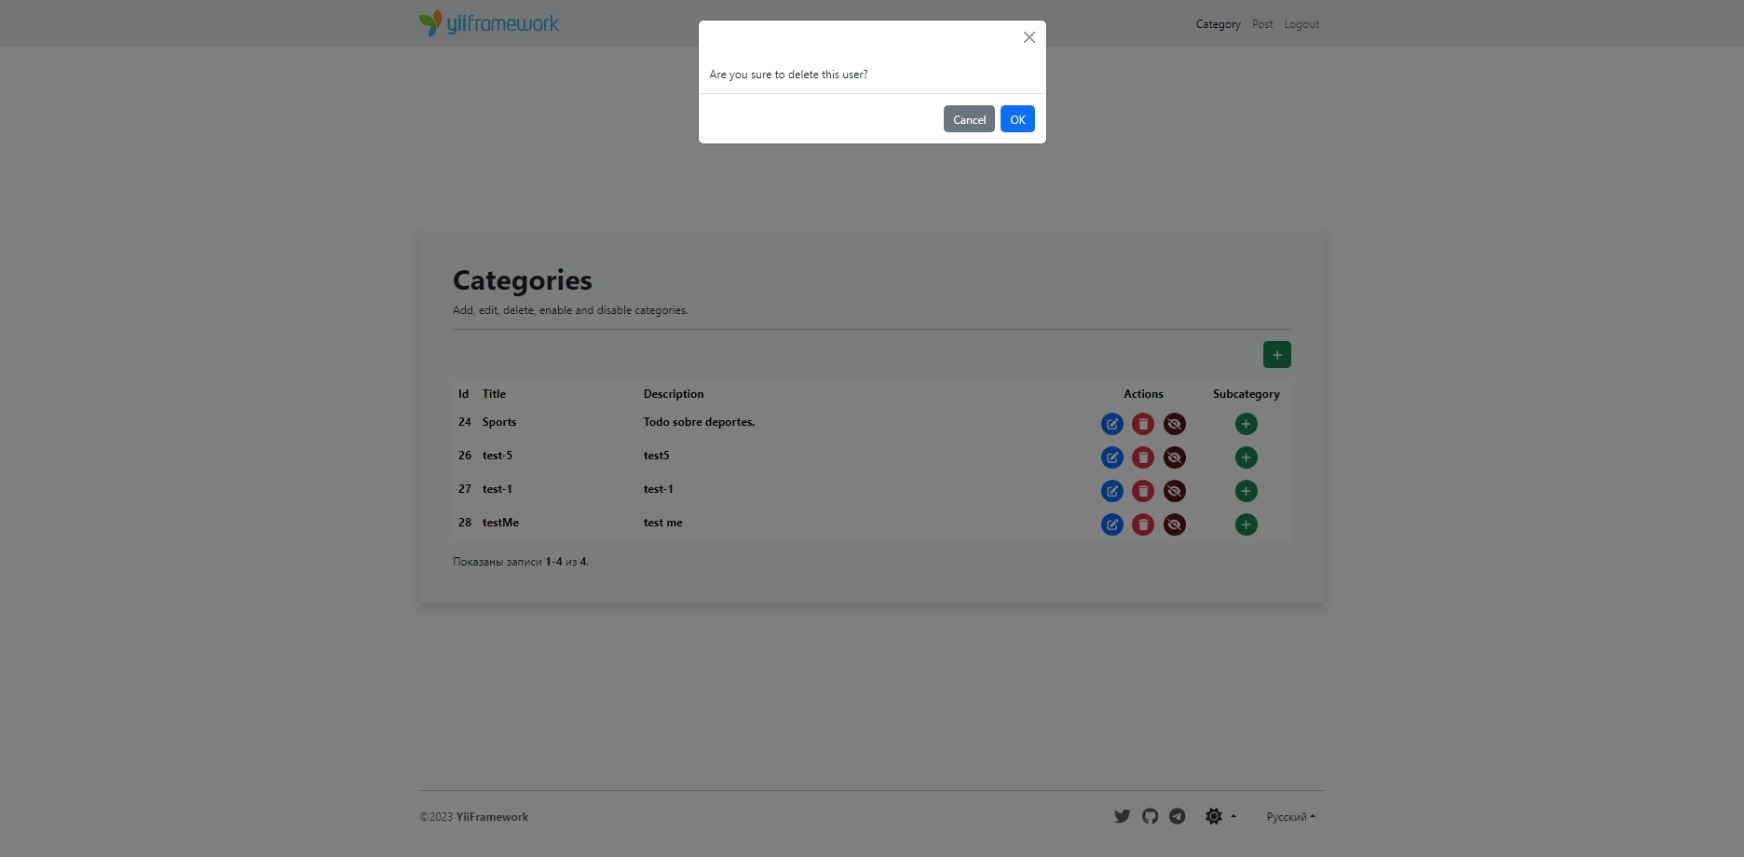 yiiframework
Category Post Logout
Are you sure to delete this user?
Cancel OK
Categories
Add, edit, delete, enable and disable categories.
Id Title Description Actions Subcategory
24 Sports Todo sobre deportes.
26 test-5 test5
27 test-1 test-1
28 testMe test me
Показаны записи 1-4 из 4.
©2023 YiiFramework
Русский